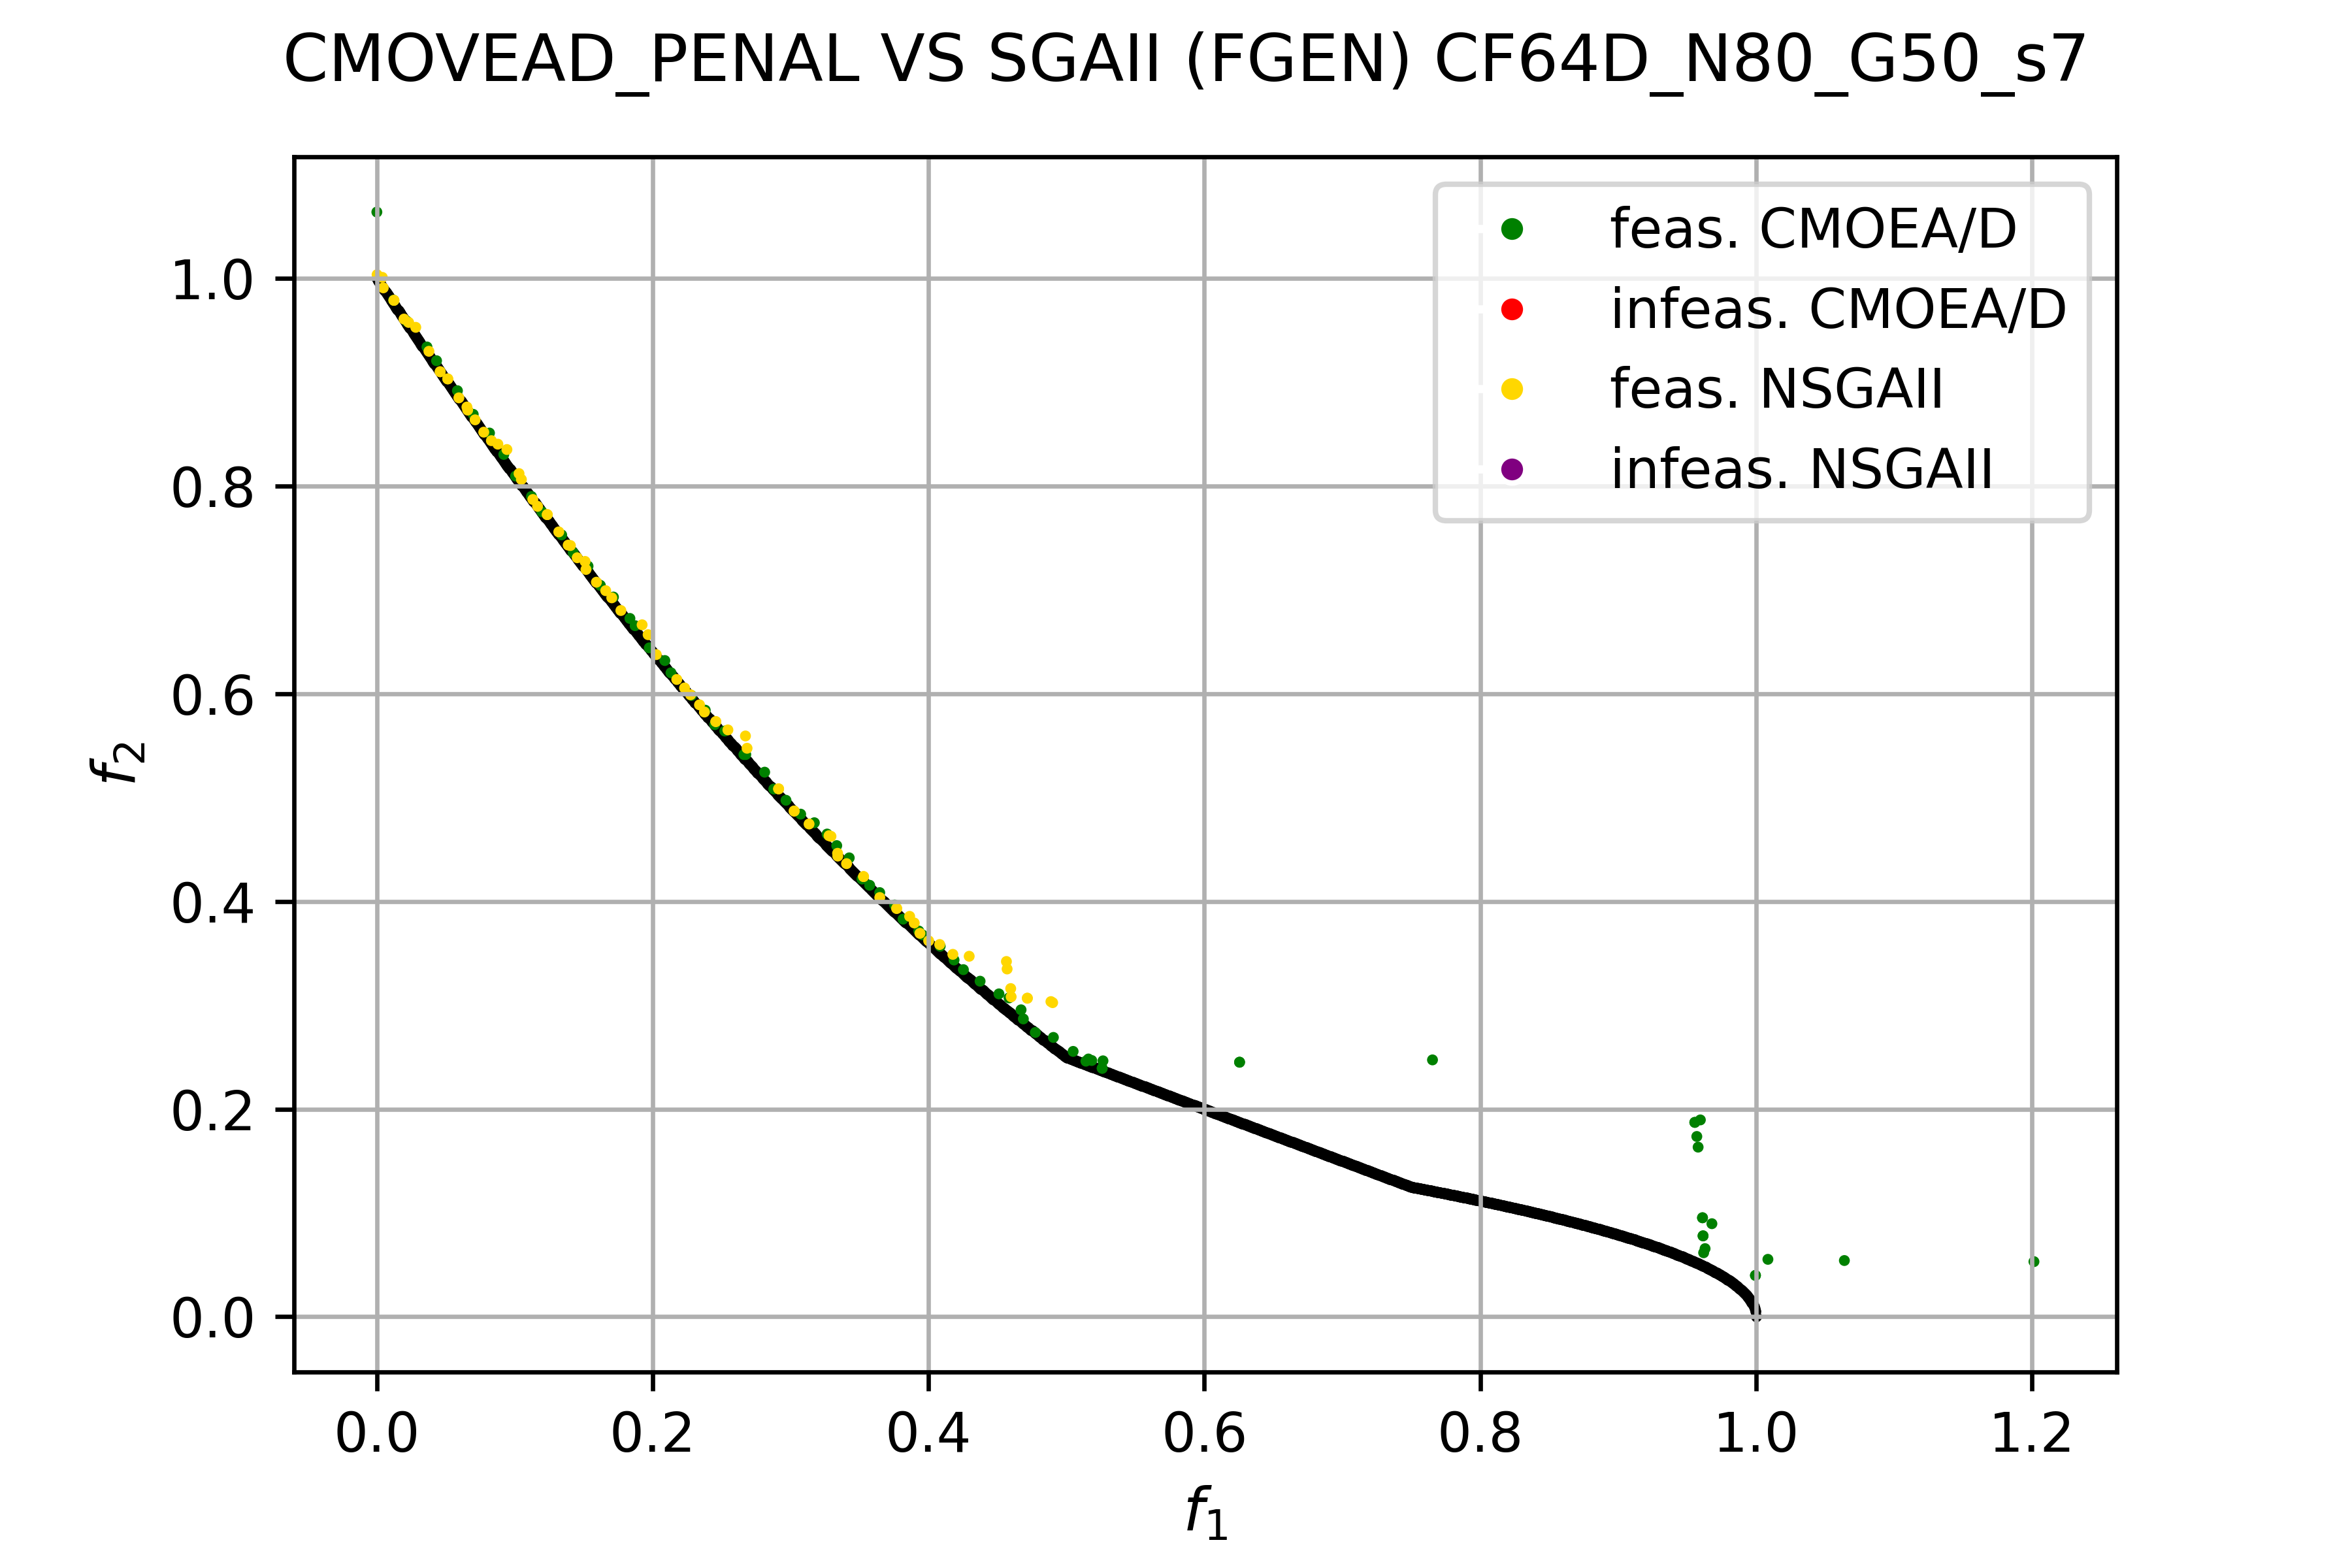 CMOVEAD_PENAL VS SGAII (FGEN) CF64D_N80_G50_s7
feas. CMOEA/D
infeas. CMOEA/D
feas. NSGAII
infeas. NSGAII
1.0
0.8
0.6
0.4
0.2
0.0
f2
0.0 0.2 0.4 0.6 0.8 1.0 1.2
f1